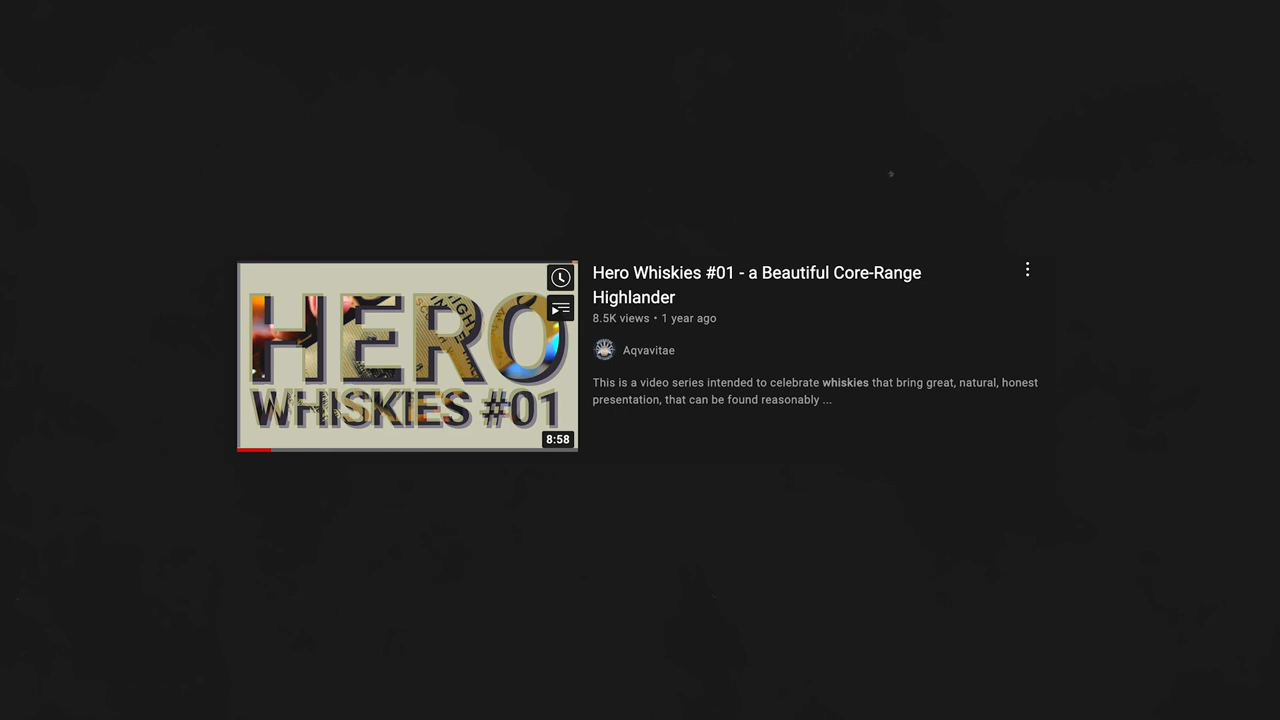 HERO
WHISKIES #01
8:58
Hero Whiskies #01 - a Beautiful Core-Range
Highlander
8.5K views • 1 year ago
Aqvavitae
This is a video series intended to celebrate whiskies that bring great, natural, honest
presentation, that can be found reasonably ...